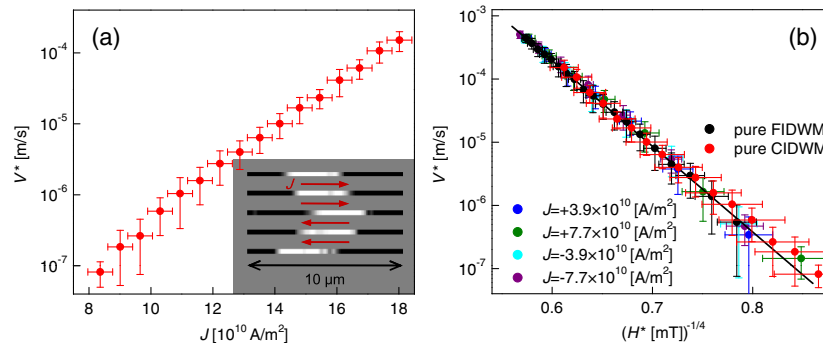 (a)
10⁻⁴
10⁻⁵
10⁻⁶
10⁻⁷
V* [m/s]
J
10 μm
8 10 12 14 16 18
J [10¹⁰ A/m²]
(b)
10⁻³
10⁻⁴
10⁻⁵
10⁻⁶
10⁻⁷
V* [m/s]
pure FIDWM
pure CIDWM
J=+3.9×10¹⁰ [A/m²]
J=+7.7×10¹⁰ [A/m²]
J=-3.9×10¹⁰ [A/m²]
J=-7.7×10¹⁰ [A/m²]
0.6 0.7 0.8
(H* [mT])⁻¹/⁴